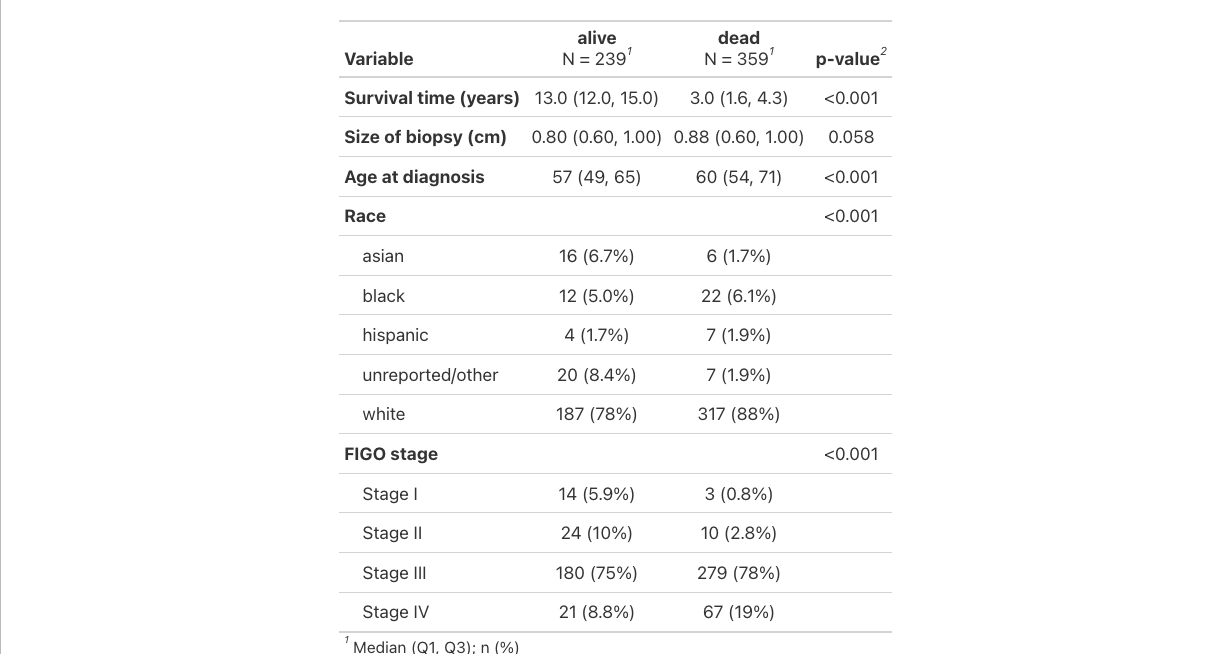 alive dead
Variable N = 239¹ N = 359¹ p-value²
Survival time (years) 13.0 (12.0, 15.0) 3.0 (1.6, 4.3) <0.001
Size of biopsy (cm) 0.80 (0.60, 1.00) 0.88 (0.60, 1.00) 0.058
Age at diagnosis 57 (49, 65) 60 (54, 71) <0.001
Race <0.001
asian 16 (6.7%) 6 (1.7%)
black 12 (5.0%) 22 (6.1%)
hispanic 4 (1.7%) 7 (1.9%)
unreported/other 20 (8.4%) 7 (1.9%)
white 187 (78%) 317 (88%)
FIGO stage <0.001
Stage I 14 (5.9%) 3 (0.8%)
Stage II 24 (10%) 10 (2.8%)
Stage III 180 (75%) 279 (78%)
Stage IV 21 (8.8%) 67 (19%)
¹ Median (Q1, Q3); n (%)